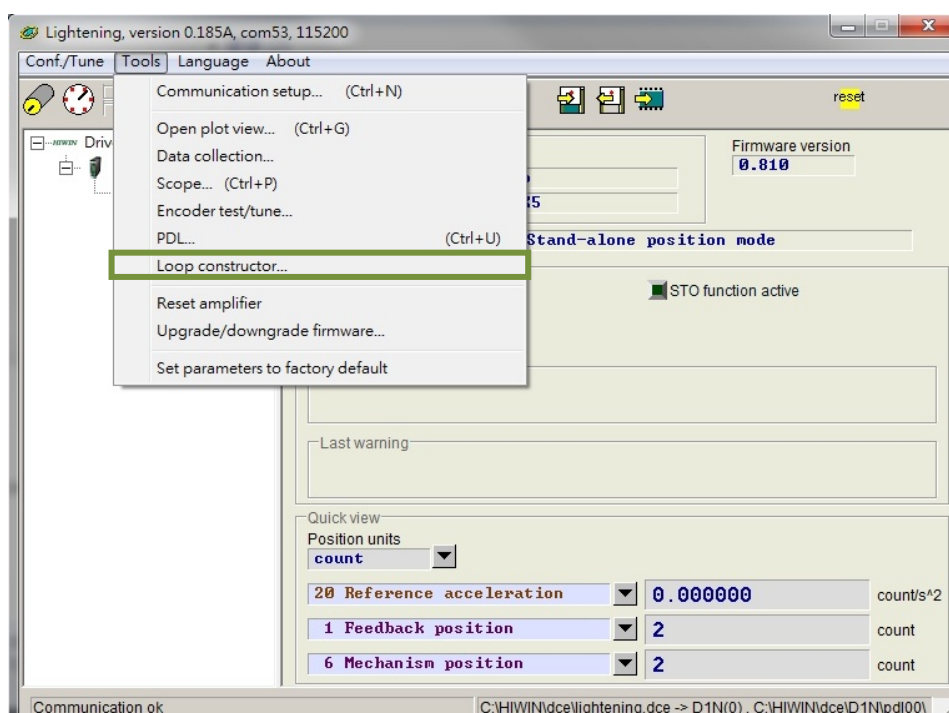 Lightening, version 0.185A, com53, 115200
Conf./Tune Tools Language About
Communication setup... (Ctrl+N)
reset
Open plot view... (Ctrl+G)
HIWIN Driv
Firmware version
Data collection...
0.810
Scope... (Ctrl+P)
Encoder test/tune...
PDL... (Ctrl+U)
Stand-alone position mode
Loop constructor...
STO function active
Reset amplifier
Upgrade/downgrade firmware...
Set parameters to factory default
Last warning
Quick view
Position units
count
20 Reference acceleration 0.000000 count/s^2
1 Feedback position 2 count
6 Mechanism position 2 count
Communication ok C:\HIWIN\dce\lightening.dce -> D1N(0) , C:\HIWIN\dce\D1N\pdl00\